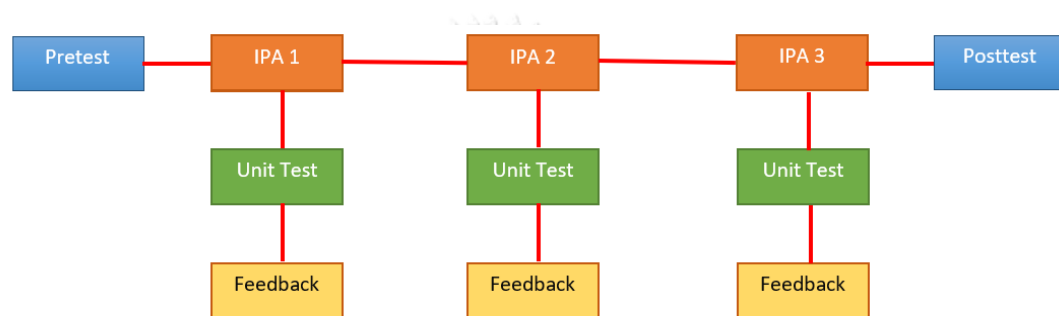 Pretest
IPA 1
IPA 2
IPA 3
Posttest
Unit Test
Unit Test
Unit Test
Feedback
Feedback
Feedback